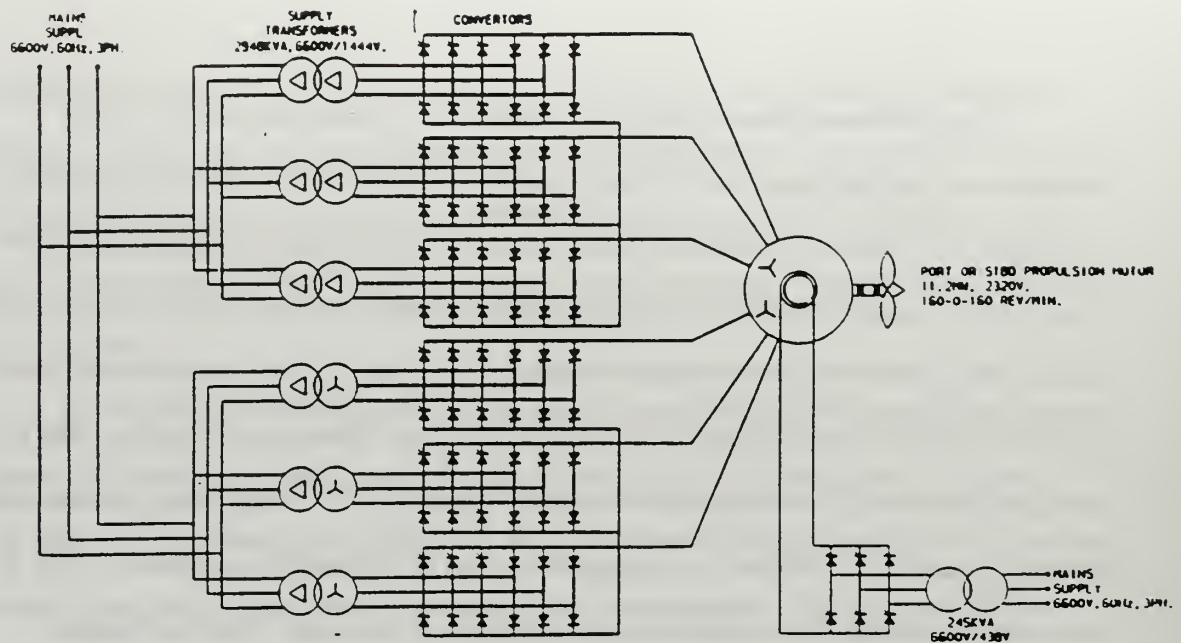 MAINS
SUPPL
6600V, 60Hz, 3PH.
SUPPLY
TRANSFORMERS
2948KVA, 6600V/1444V.
CONVERTORS
PORT OR STBD PROPULSION MOTOR
11.2MW, 2320V.
160-0-160 REV/MIN.
MAINS
SUPPLY
6600V, 60Hz, 3PH.
245KVA
6600V/438V